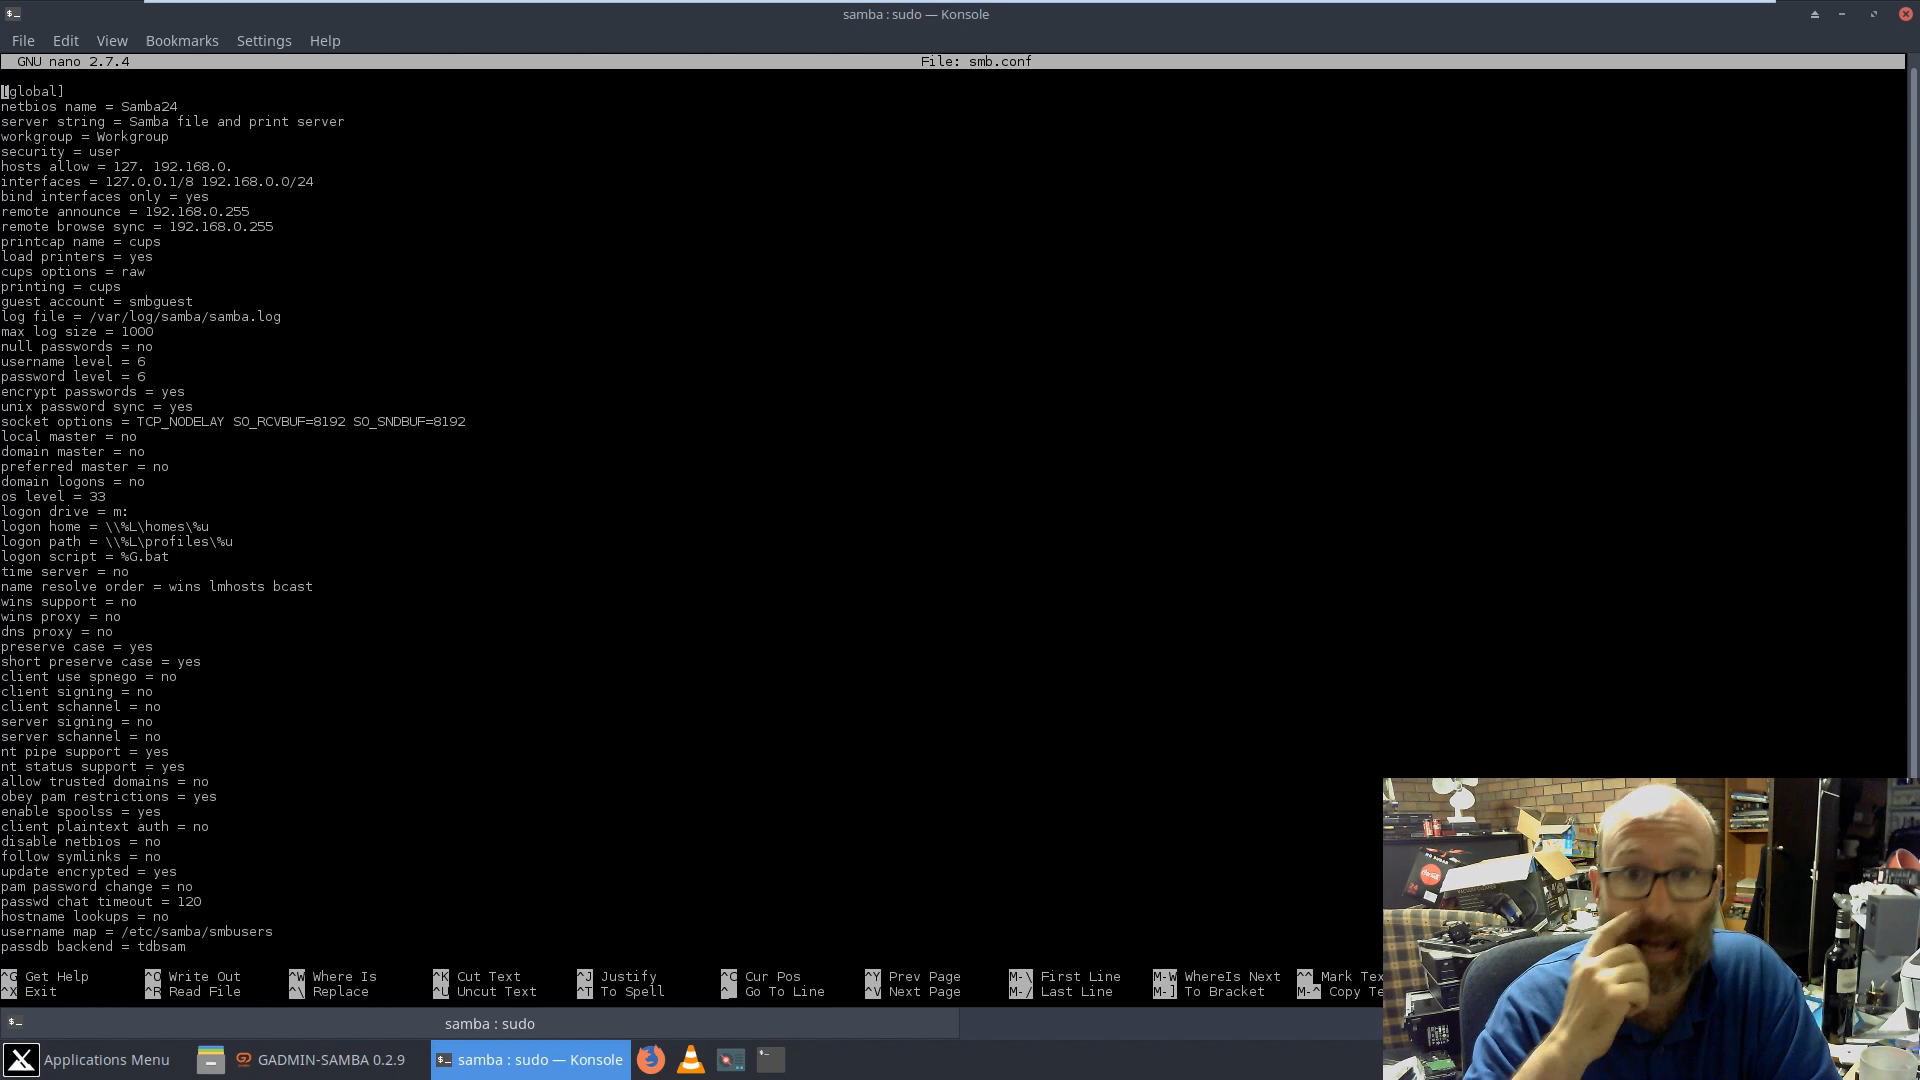 samba : sudo — Konsole
File Edit View Bookmarks Settings Help
GNU nano 2.7.4 File: smb.conf
[global]
netbios name = Samba24
server string = Samba file and print server
workgroup = Workgroup
security = user
hosts allow = 127. 192.168.0.
interfaces = 127.0.0.1/8 192.168.0.0/24
bind interfaces only = yes
remote announce = 192.168.0.255
remote browse sync = 192.168.0.255
printcap name = cups
load printers = yes
cups options = raw
printing = cups
guest account = smbguest
log file = /var/log/samba/samba.log
max log size = 1000
null passwords = no
username level = 6
password level = 6
encrypt passwords = yes
unix password sync = yes
socket options = TCP_NODELAY SO_RCVBUF=8192 SO_SNDBUF=8192
local master = no
domain master = no
preferred master = no
domain logons = no
os level = 33
logon drive = m:
logon home = \\%L\homes\%u
logon path = \\%L\profiles\%u
logon script = %G.bat
time server = no
name resolve order = wins lmhosts bcast
wins support = no
wins proxy = no
dns proxy = no
preserve case = yes
short preserve case = yes
client use spnego = no
client signing = no
client schannel = no
server signing = no
server schannel = no
nt pipe support = yes
nt status support = yes
allow trusted domains = no
obey pam restrictions = yes
enable spoolss = yes
client plaintext auth = no
disable netbios = no
follow symlinks = no
update encrypted = yes
pam password change = no
passwd chat timeout = 120
hostname lookups = no
username map = /etc/samba/smbusers
passdb backend = tdbsam
^G Get Help ^O Write Out ^W Where Is ^K Cut Text ^J Justify ^C Cur Pos ^Y Prev Page M-\ First Line M-W WhereIs Next ^^ Mark Tex
^X Exit ^R Read File ^\ Replace ^U Uncut Text ^T To Spell ^_ Go To Line ^V Next Page M-/ Last Line M-] To Bracket M-^ Copy Te
samba : sudo
Applications Menu GADMIN-SAMBA 0.2.9 samba : sudo — Konsole